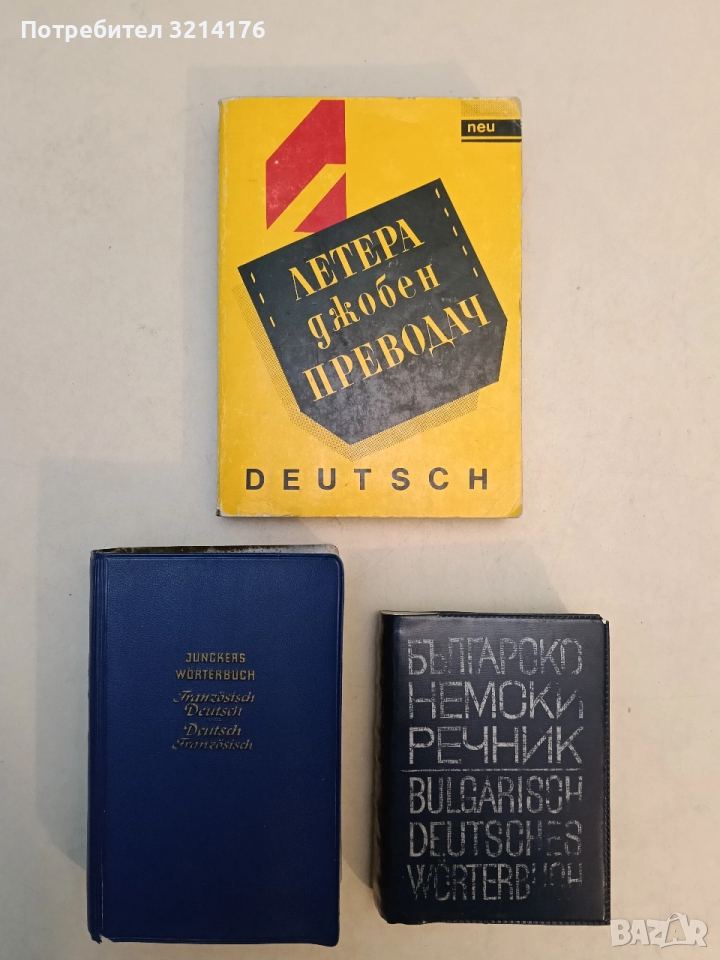 Потребител 3214176
neu
ЛЕТЕРА
джобен
ПРЕВОДАЧ
DEUTSCH
JUNCKERS
WÖRTERBUCH
Französisch
Deutsch
Deutsch
Französisch
БЪЛГАРСКО
НЕМСКИ
РЕЧНИК
BULGARISCH
DEUTSCHES
WÖRTERBUCH
BAZAR